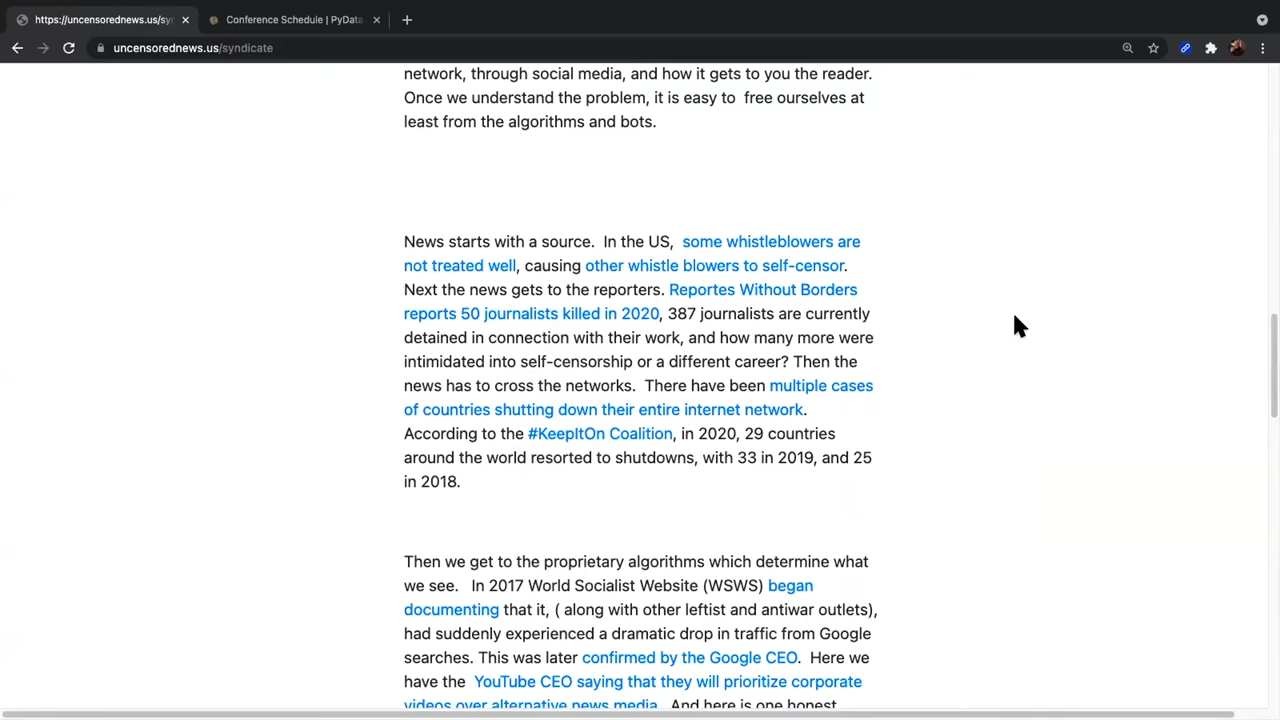 https://uncensorednews.us/sy
Conference Schedule | PyData
uncensorednews.us/syndicate
network, through social media, and how it gets to you the reader.
Once we understand the problem, it is easy to  free ourselves at
least from the algorithms and bots.
News starts with a source.  In the US,  some whistleblowers are
not treated well, causing other whistle blowers to self-censor.
Next the news gets to the reporters. Reportes Without Borders
reports 50 journalists killed in 2020, 387 journalists are currently
detained in connection with their work, and how many more were
intimidated into self-censorship or a different career? Then the
news has to cross the networks.  There have been multiple cases
of countries shutting down their entire internet network.
According to the #KeepItOn Coalition, in 2020, 29 countries
around the world resorted to shutdowns, with 33 in 2019, and 25
in 2018.
Then we get to the proprietary algorithms which determine what
we see.   In 2017 World Socialist Website (WSWS) began
documenting that it, ( along with other leftist and antiwar outlets),
had suddenly experienced a dramatic drop in traffic from Google
searches. This was later confirmed by the Google CEO.  Here we
have the  YouTube CEO saying that they will prioritize corporate
videos over alternative news media.  And here is one honest